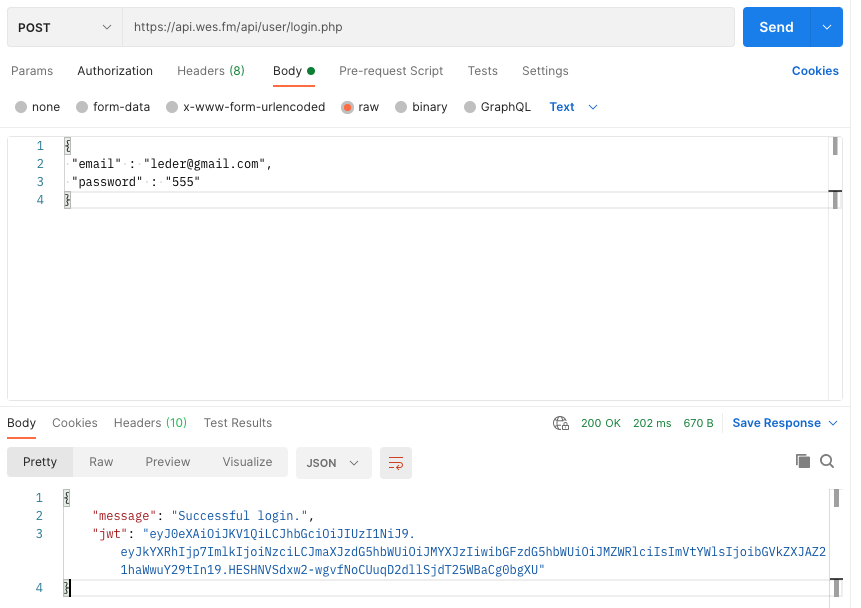 POST https://api.wes.fm/api/user/login.php Send
Params Authorization Headers (8) Body Pre-request Script Tests Settings Cookies
none form-data x-www-form-urlencoded raw binary GraphQL Text
1 {
2 "email" : "leder@gmail.com",
3 "password" : "555"
4 }
Body Cookies Headers (10) Test Results 200 OK 202 ms 670 B Save Response
Pretty Raw Preview Visualize JSON
1 {
2 "message": "Successful login.",
3 "jwt": "eyJ0eXAiOiJKV1QiLCJhbGciOiJIUzI1NiJ9.
eyJkYXRhIjp7ImlkIjoiNzciLCJmaXJzdG5hbWUiOiJMYXJzIiwibGFzdG5hbWUiOiJMZWRlciIsImVtYWlsIjoibGVkZXJAZ2
1haWwuY29tIn19.HESHNVSdxw2-wgvfNoCUuqD2dllSjdT25WBaCg0bgXU"
4 }